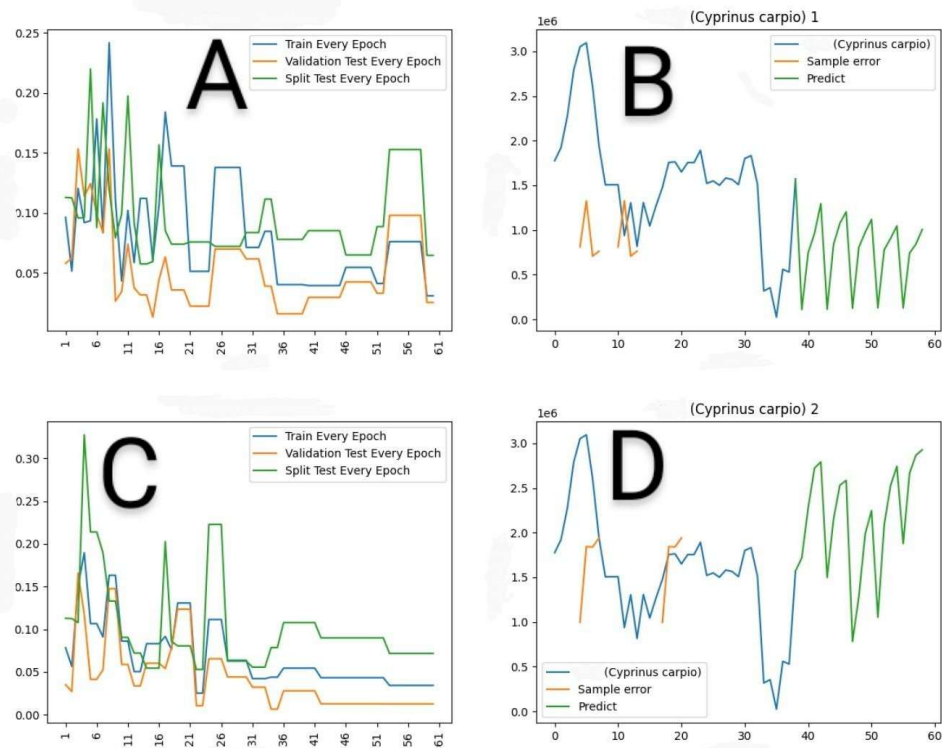 0.25
0.20
0.15
0.10
0.05
1 6 11 16 21 26 31 36 41 46 51 56 61
Train Every Epoch
Validation Test Every Epoch
Split Test Every Epoch
A
(Cyprinus carpio) 1
1e6
3.0
2.5
2.0
1.5
1.0
0.5
0.0
0 10 20 30 40 50 60
(Cyprinus carpio)
Sample error
Predict
B
0.30
0.25
0.20
0.15
0.10
0.05
0.00
1 6 11 16 21 26 31 36 41 46 51 56 61
Train Every Epoch
Validation Test Every Epoch
Split Test Every Epoch
C
(Cyprinus carpio) 2
1e6
3.0
2.5
2.0
1.5
1.0
0.5
0.0
0 10 20 30 40 50 60
D
(Cyprinus carpio)
Sample error
Predict